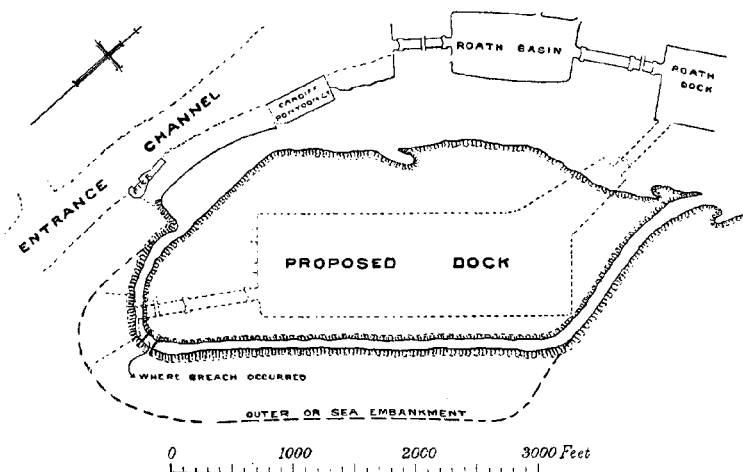 ROATH BASIN
ROATH
DOCK
CARDIFF
PONTOON Co.
ENTRANCE CHANNEL
PIER
PROPOSED DOCK
WHERE BREACH OCCURRED
OUTER OR SEA EMBANKMENT
0 1000 2000 3000 Feet